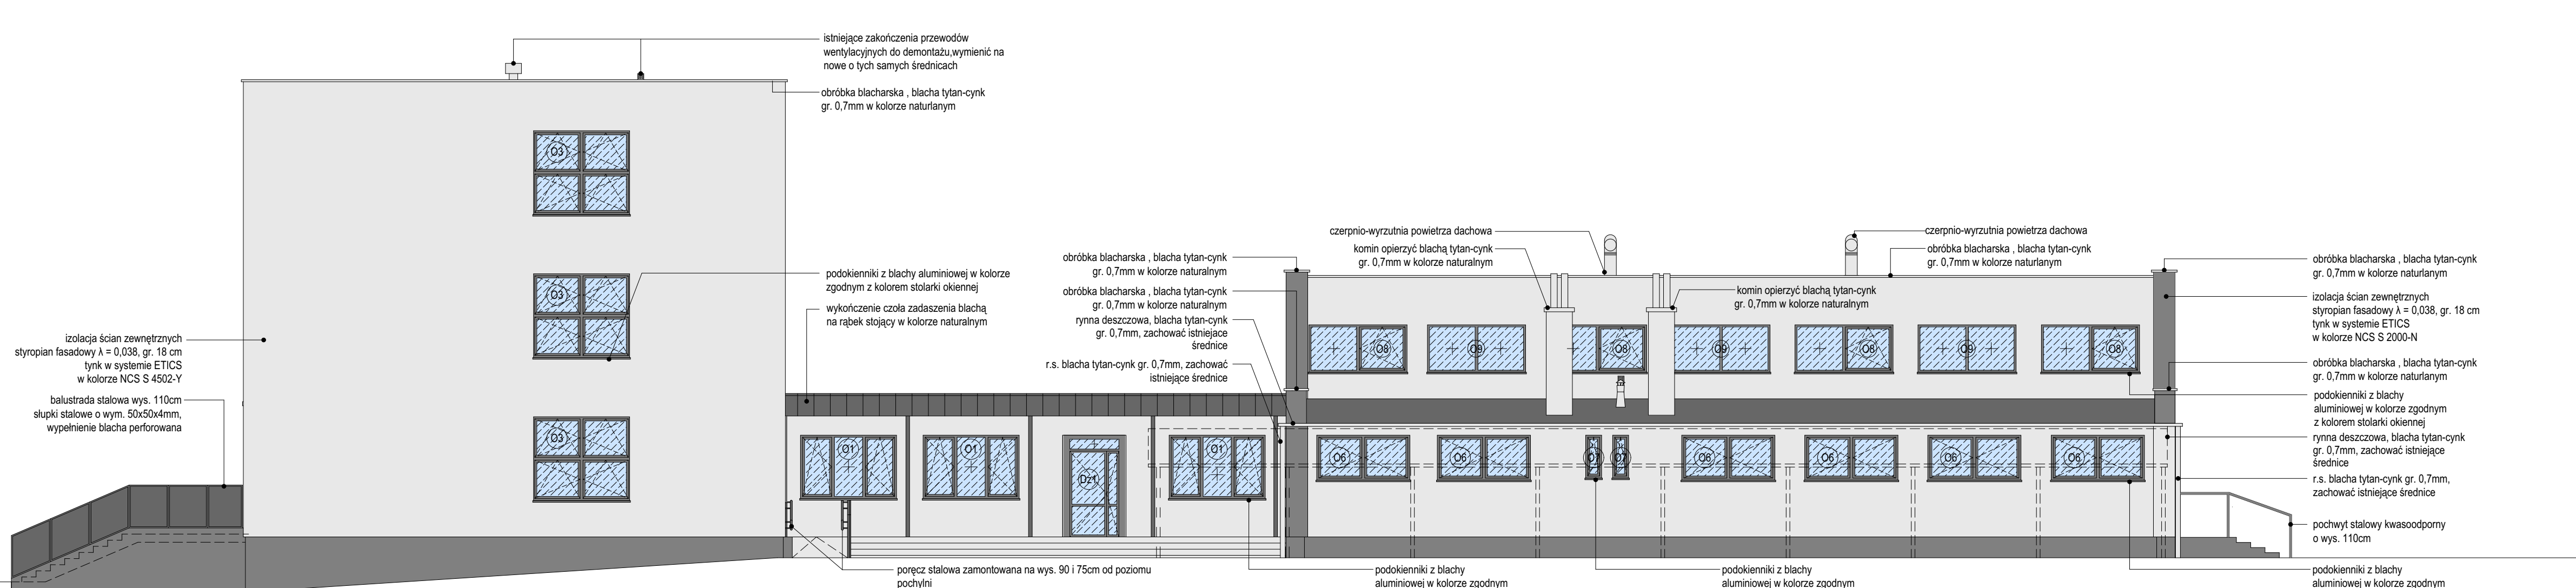 istniejące zakończenia przewodów
wentylacyjnych do demontażu,wymienić na
nowe o tych samych średnicach
obróbka blacharska , blacha tytan-cynk
gr. 0,7mm w kolorze naturlanym
O3
O3
O3
izolacja ścian zewnętrznych
styropian fasadowy λ = 0,038, gr. 18 cm
tynk w systemie ETICS
w kolorze NCS S 4502-Y
balustrada stalowa wys. 110cm
słupki stalowe o wym. 50x50x4mm,
wypełnienie blacha perforowana
podokienniki z blachy aluminiowej w kolorze
zgodnym z kolorem stolarki okiennej
wykończenie czoła zadaszenia blachą
na rąbek stojący w kolorze naturalnym
obróbka blacharska , blacha tytan-cynk
gr. 0,7mm w kolorze naturalnym
obróbka blacharska , blacha tytan-cynk
gr. 0,7mm w kolorze naturalnym
rynna deszczowa, blacha tytan-cynk
gr. 0,7mm, zachować istniejące
średnice
r.s. blacha tytan-cynk gr. 0,7mm, zachować
istniejące średnice
czerpnio-wyrzutnia powietrza dachowa
komin opierzyć blachą tytan-cynk
gr. 0,7mm w kolorze naturalnym
komin opierzyć blachą tytan-cynk
gr. 0,7mm w kolorze naturalnym
czerpnio-wyrzutnia powietrza dachowa
obróbka blacharska , blacha tytan-cynk
gr. 0,7mm w kolorze naturlanym
O8
O9
O8
O9
O8
O9
O8
O1
O1
Dz1
O1
O6
O6
O7
O7
O6
O6
O6
O6
obróbka blacharska , blacha tytan-cynk
gr. 0,7mm w kolorze naturlanym
izolacja ścian zewnętrznych
styropian fasadowy λ = 0,038, gr. 18 cm
tynk w systemie ETICS
w kolorze NCS S 2000-N
obróbka blacharska , blacha tytan-cynk
gr. 0,7mm w kolorze naturalnym
podokienniki z blachy
aluminiowej w kolorze zgodnym
z kolorem stolarki okiennej
rynna deszczowa, blacha tytan-cynk
gr. 0,7mm, zachować istniejące
średnice
r.s. blacha tytan-cynk gr. 0,7mm,
zachować istniejące średnice
pochwyt stalowy kwasoodporny
o wys. 110cm
poręcz stalowa zamontowana na wys. 90 i 75cm od poziomu
pochylni
podokienniki z blachy
aluminiowej w kolorze zgodnym
podokienniki z blachy
aluminiowej w kolorze zgodnym
podokienniki z blachy
aluminiowej w kolorze zgodnym